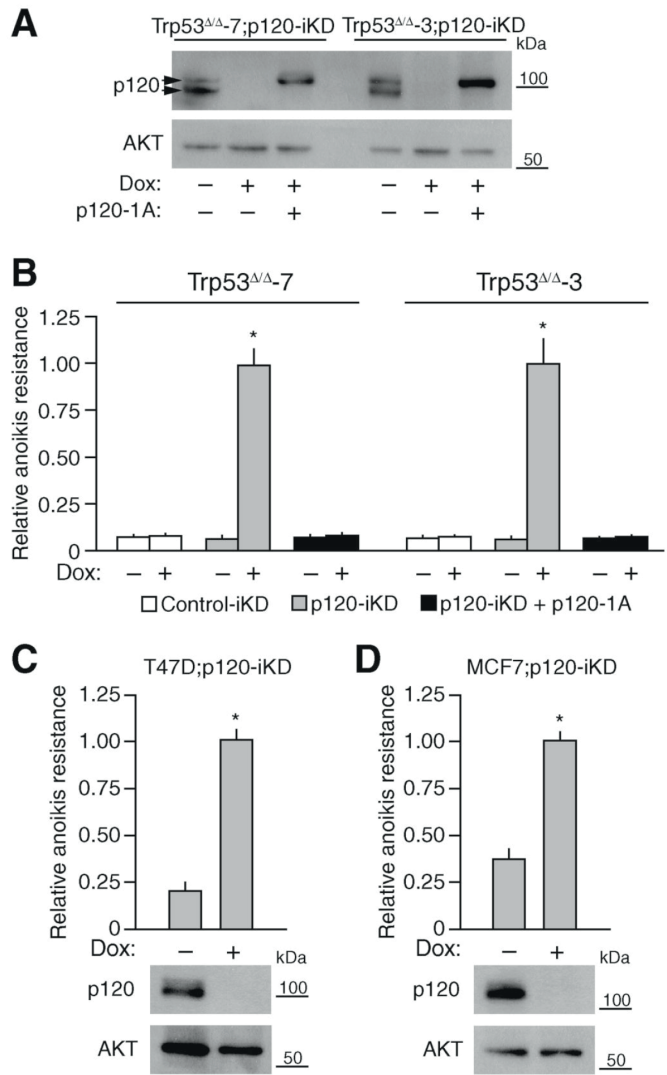 A
Trp53Δ/Δ-7;p120-iKD Trp53Δ/Δ-3;p120-iKD
kDa
p120
100
AKT
50
Dox: – + + – + +
p120-1A: – – + – – +
B
Trp53Δ/Δ-7 Trp53Δ/Δ-3
Relative anoikis resistance
1.25
* *
1.00
0.75
0.50
0.25
0
Dox: – + – + – + – + – + – +
Control-iKD p120-iKD p120-iKD + p120-1A
C
T47D;p120-iKD
Relative anoikis resistance
1.25
*
1.00
0.75
0.50
0.25
0
Dox: – +
kDa
p120
100
AKT
50
D
MCF7;p120-iKD
Relative anoikis resistance
1.25
*
1.00
0.75
0.50
0.25
0
Dox: – +
kDa
p120
100
AKT
50